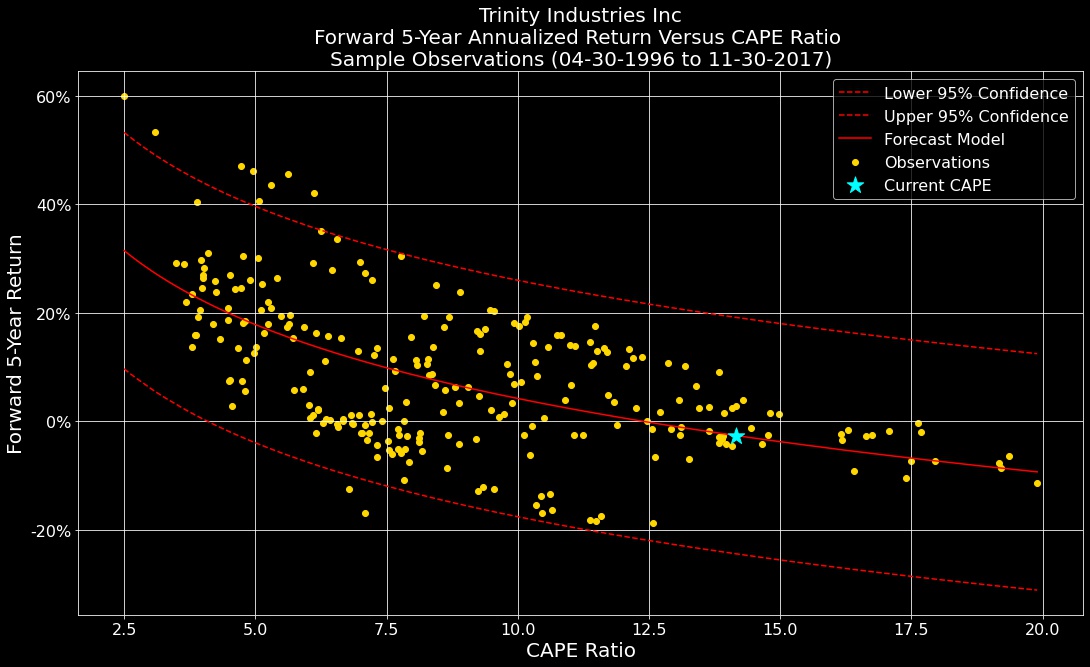 Trinity Industries Inc
Forward 5-Year Annualized Return Versus CAPE Ratio
Sample Observations (04-30-1996 to 11-30-2017)
Lower 95% Confidence
Upper 95% Confidence
Forecast Model
Observations
Current CAPE
Forward 5-Year Return
60%
40%
20%
0%
-20%
2.5 5.0 7.5 10.0 12.5 15.0 17.5 20.0
CAPE Ratio